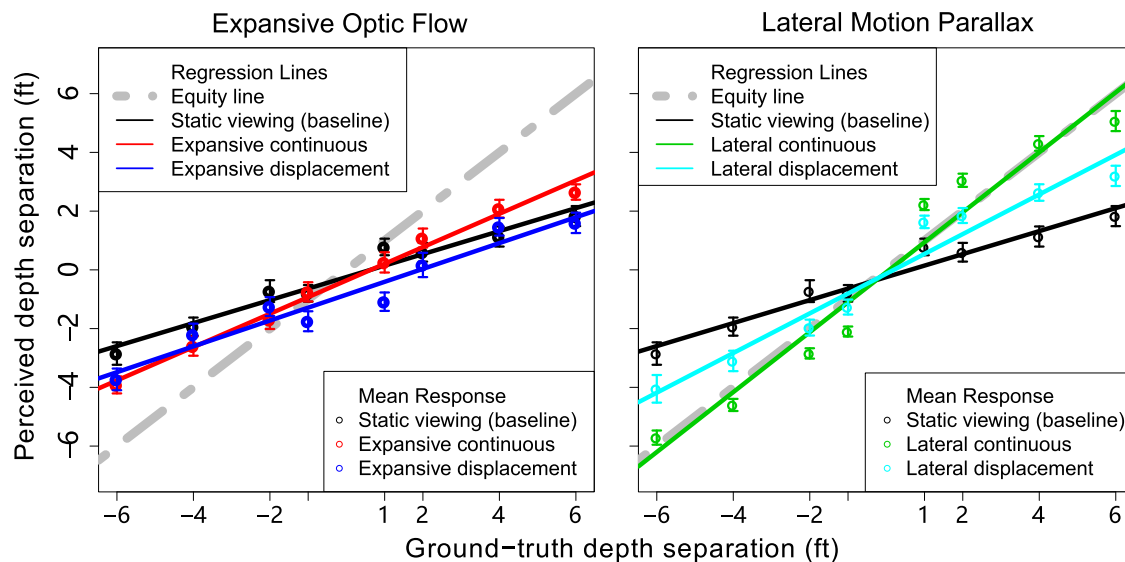 Expansive Optic Flow
Regression Lines
Equity line
Static viewing (baseline)
Expansive continuous
Expansive displacement
Mean Response
Static viewing (baseline)
Expansive continuous
Expansive displacement
Perceived depth separation (ft)
6
4
2
0
−2
−4
−6
−6 −4 −2 1 2 4 6
Lateral Motion Parallax
Regression Lines
Equity line
Static viewing (baseline)
Lateral continuous
Lateral displacement
Mean Response
Static viewing (baseline)
Lateral continuous
Lateral displacement
−6 −4 −2 1 2 4 6
Ground−truth depth separation (ft)